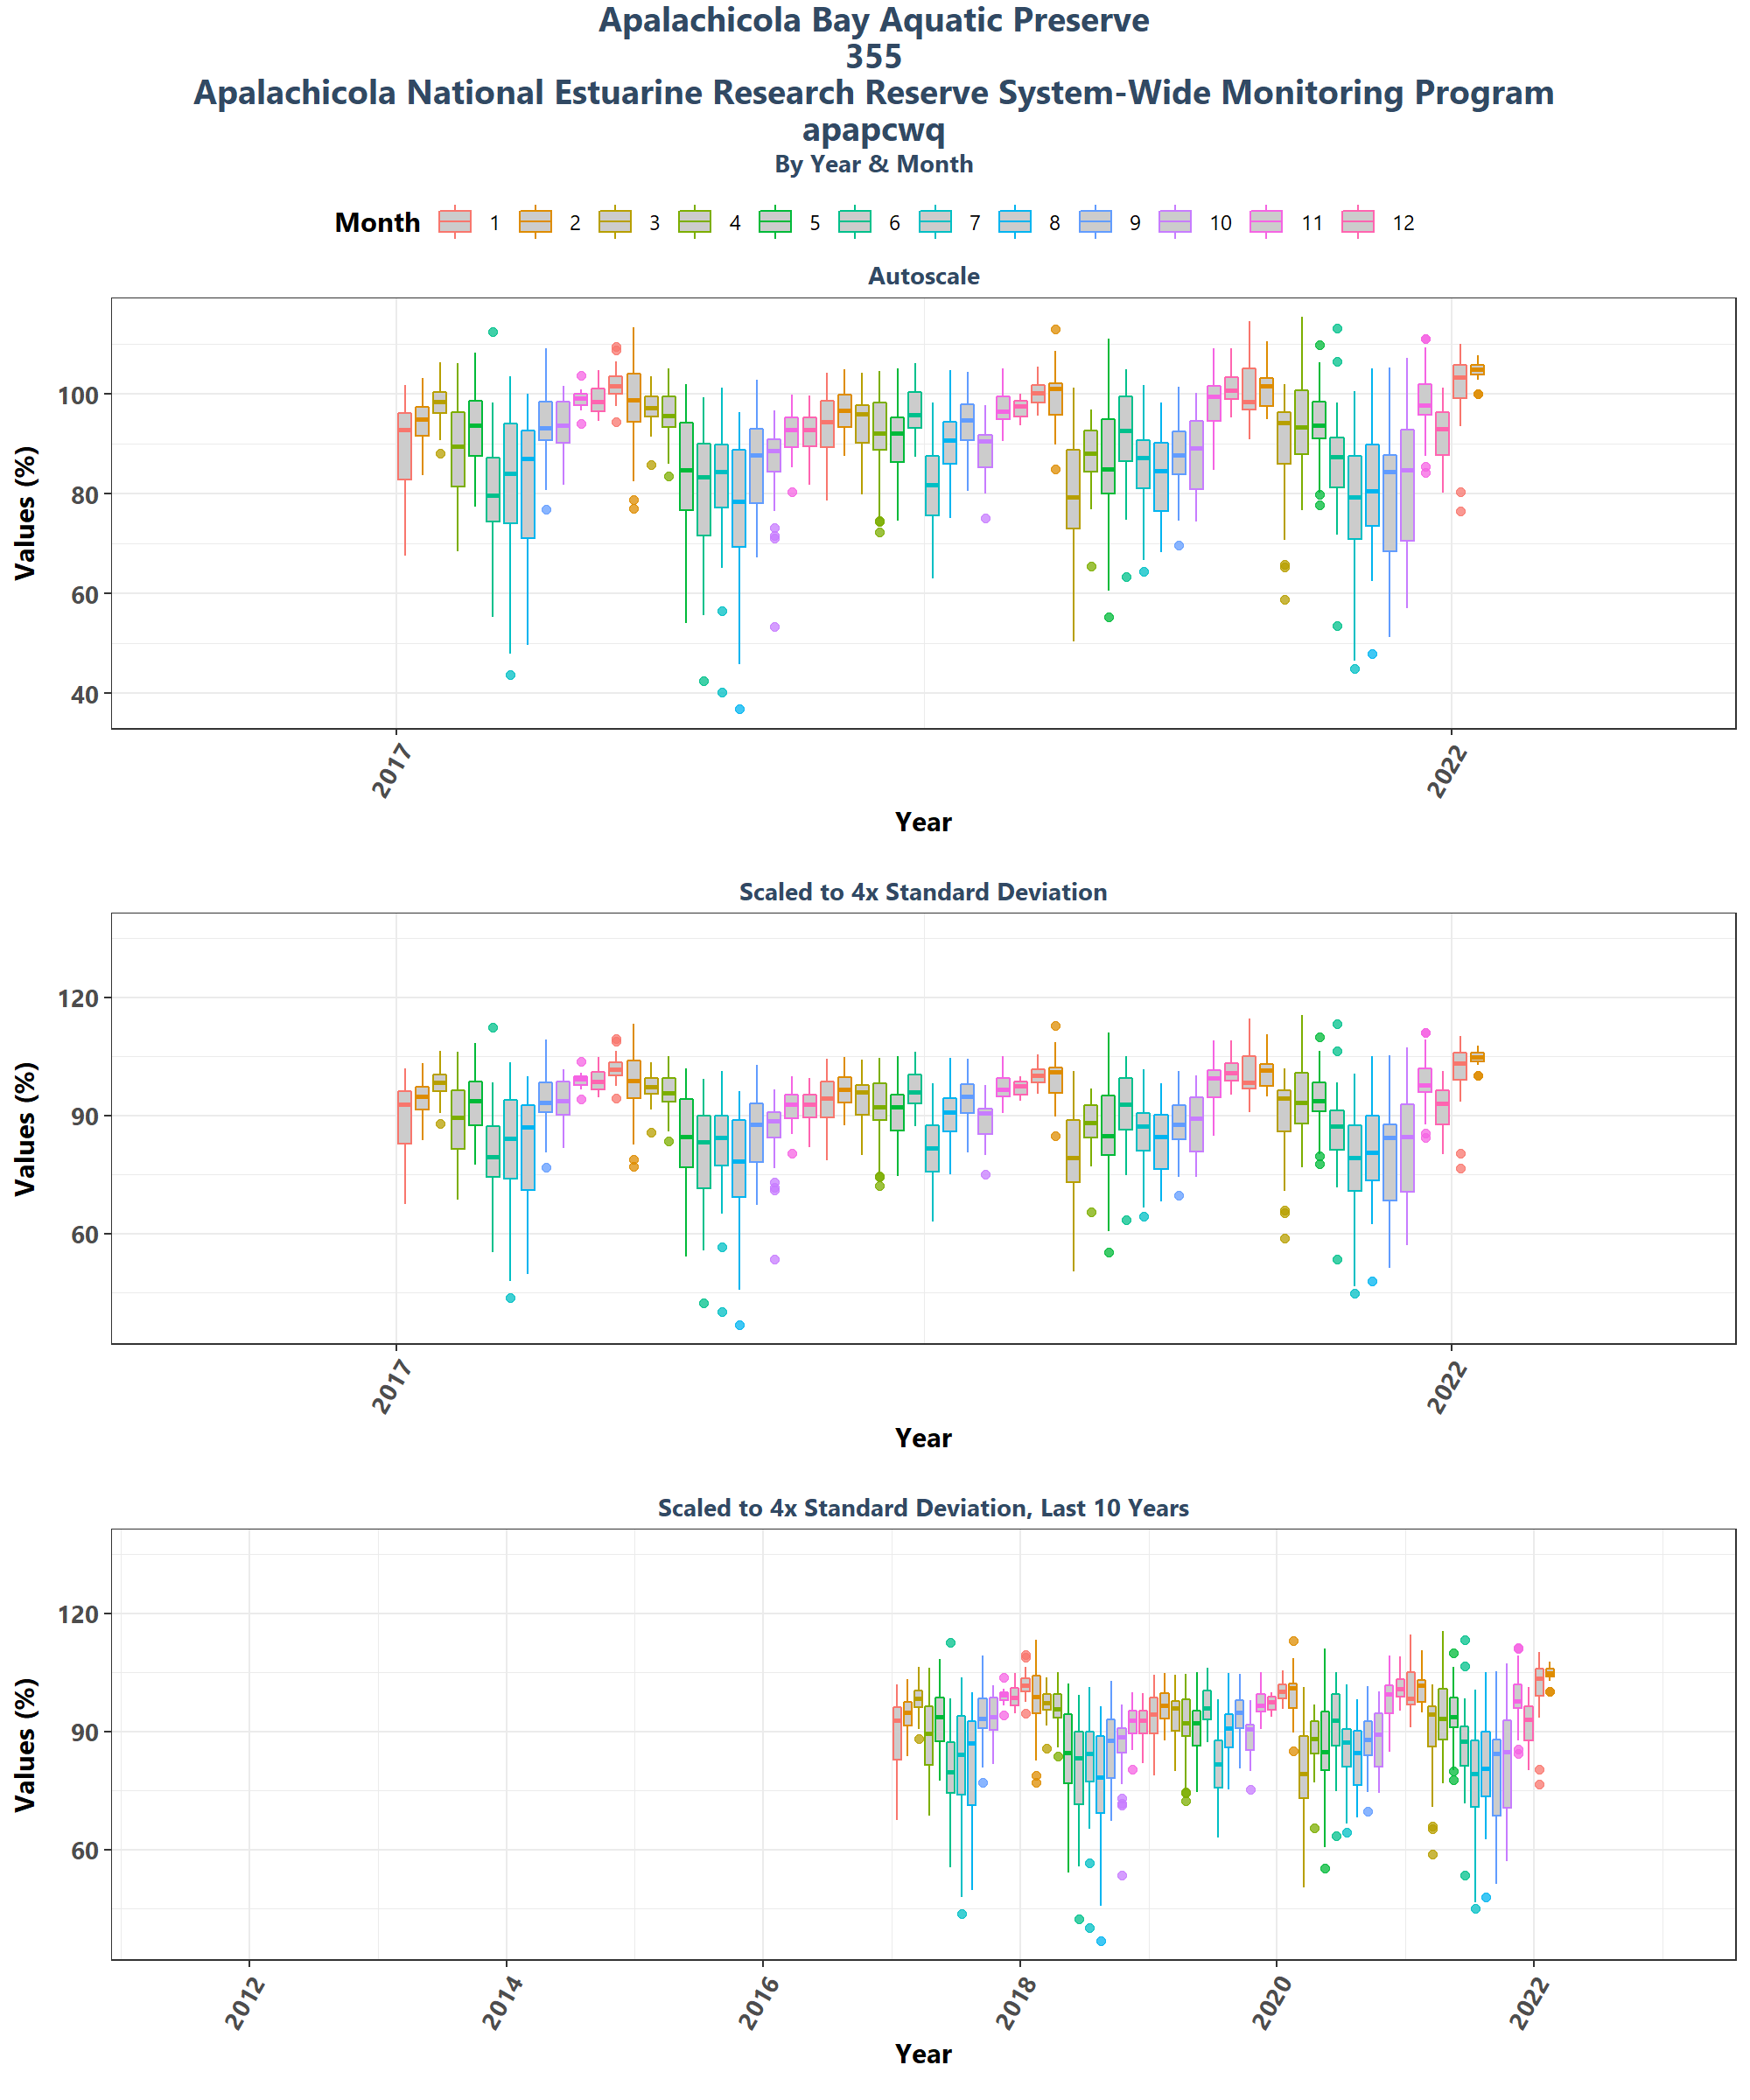 Apalachicola Bay Aquatic Preserve
355
Apalachicola National Estuarine Research Reserve System-Wide Monitoring Program
apapcwq
By Year & Month
Month 1 2 3 4 5 6 7 8 9 10 11 12
Autoscale
Values (%)
100
80
60
40
2017 2022
Year
Scaled to 4x Standard Deviation
Values (%)
120
90
60
2017 2022
Year
Scaled to 4x Standard Deviation, Last 10 Years
Values (%)
120
90
60
2012 2014 2016 2018 2020 2022
Year